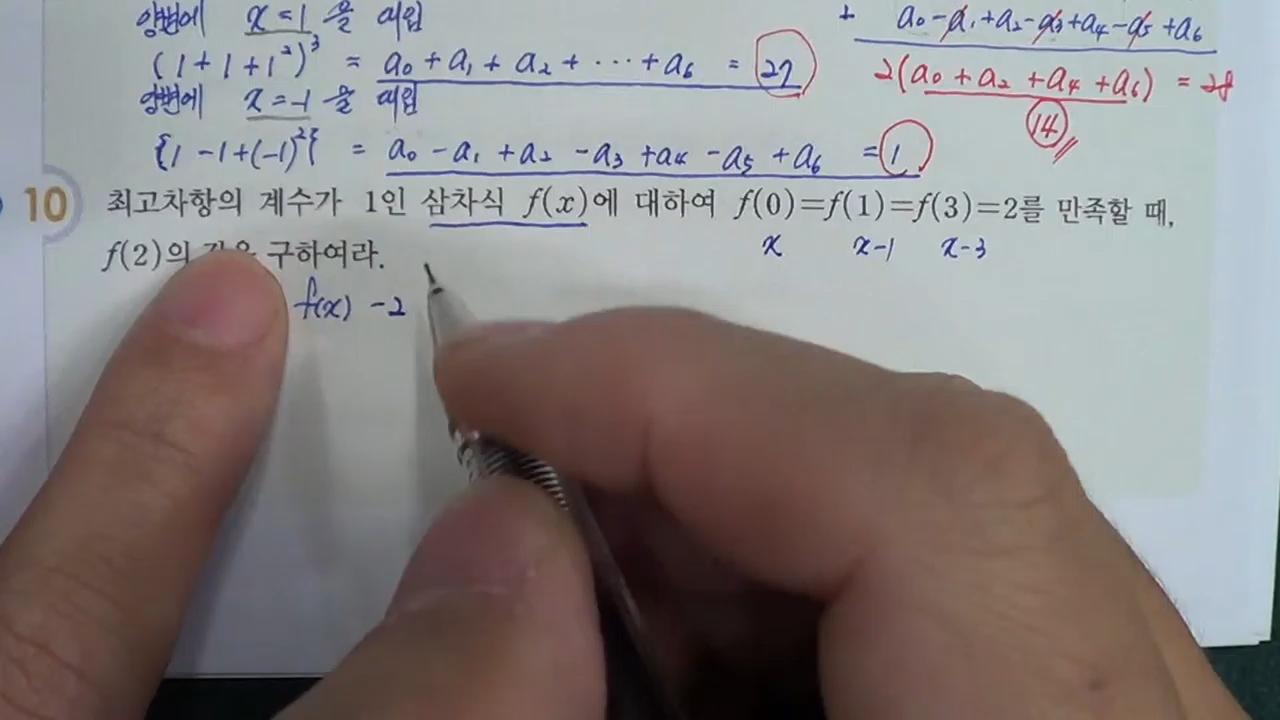 양변에 x=1 을 대입
+ a₀-a₁+a₂-a₃+a₄-a₅+a₆
(1+1+1²)³ = a₀+a₁+a₂+⋯+a₆ = 27
2(a₀+a₂+a₄+a₆) = 28
양변에 x=-1 을 대입
14
{1-1+(-1)²{ = a₀-a₁+a₂-a₃+a₄-a₅+a₆ = 1
10 최고차항의 계수가 1인 삼차식 f(x)에 대하여 f(0)=f(1)=f(3)=2를 만족할 때,
x x-1 x-3
f(2)의 구하여라.
f(x) -2